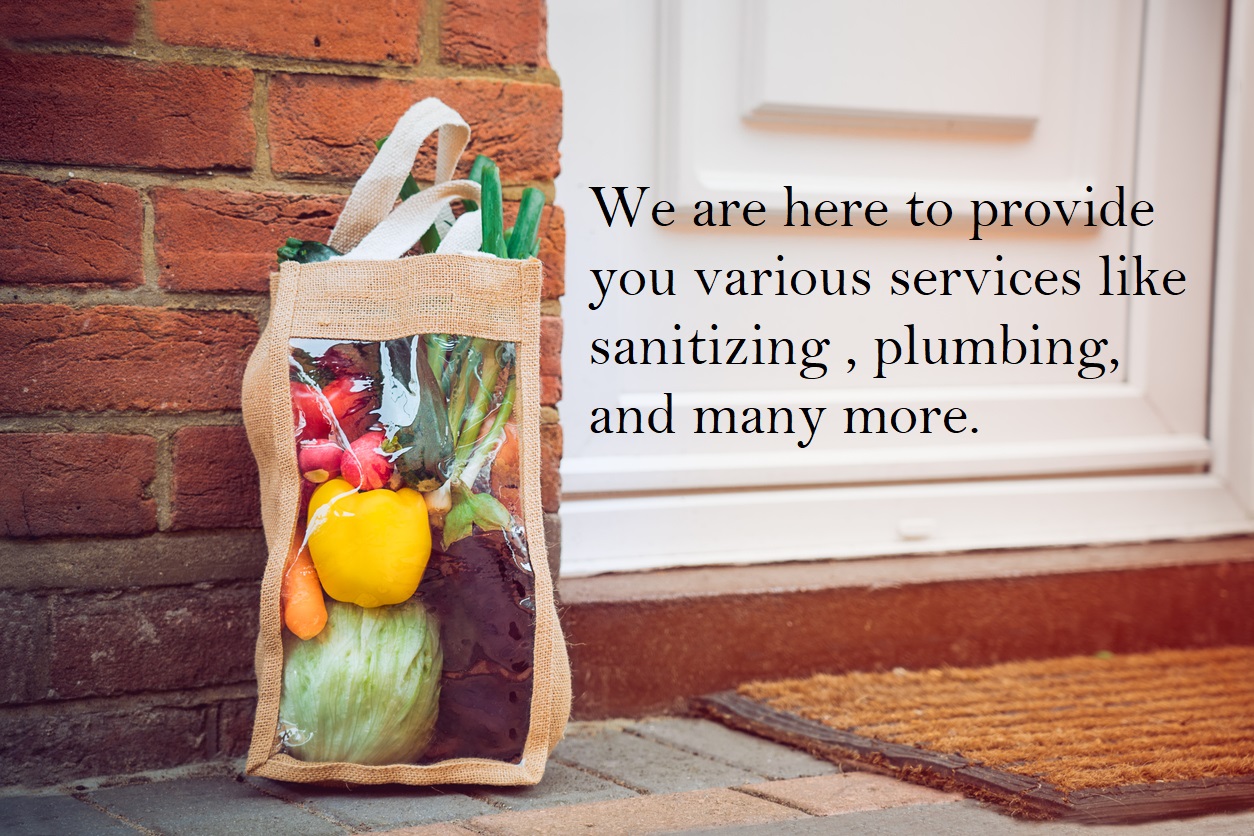 We are here to provide
you various services like
sanitizing , plumbing,
and many more.